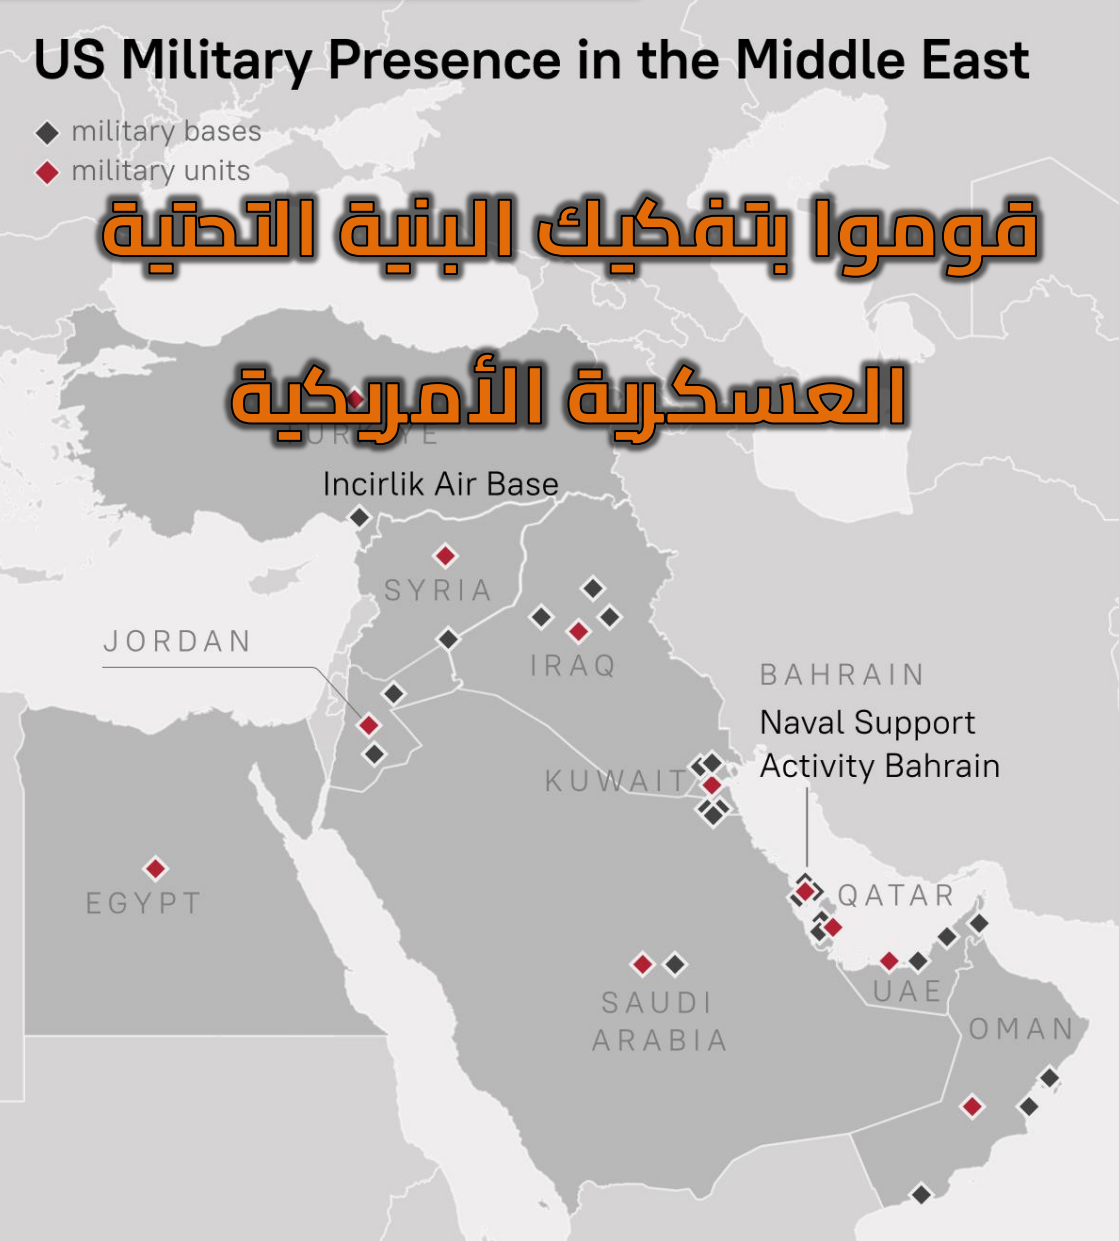 US Military Presence in the Middle East
military bases
military units
قوموا بتفكيك البنية التحتية
العسكرية الأمريكية
TÜRKIYE
Incirlik Air Base
SYRIA
JORDAN
IRAQ
BAHRAIN
Naval Support
Activity Bahrain
KUWAIT
EGYPT
QATAR
SAUDI
ARABIA
UAE
OMAN